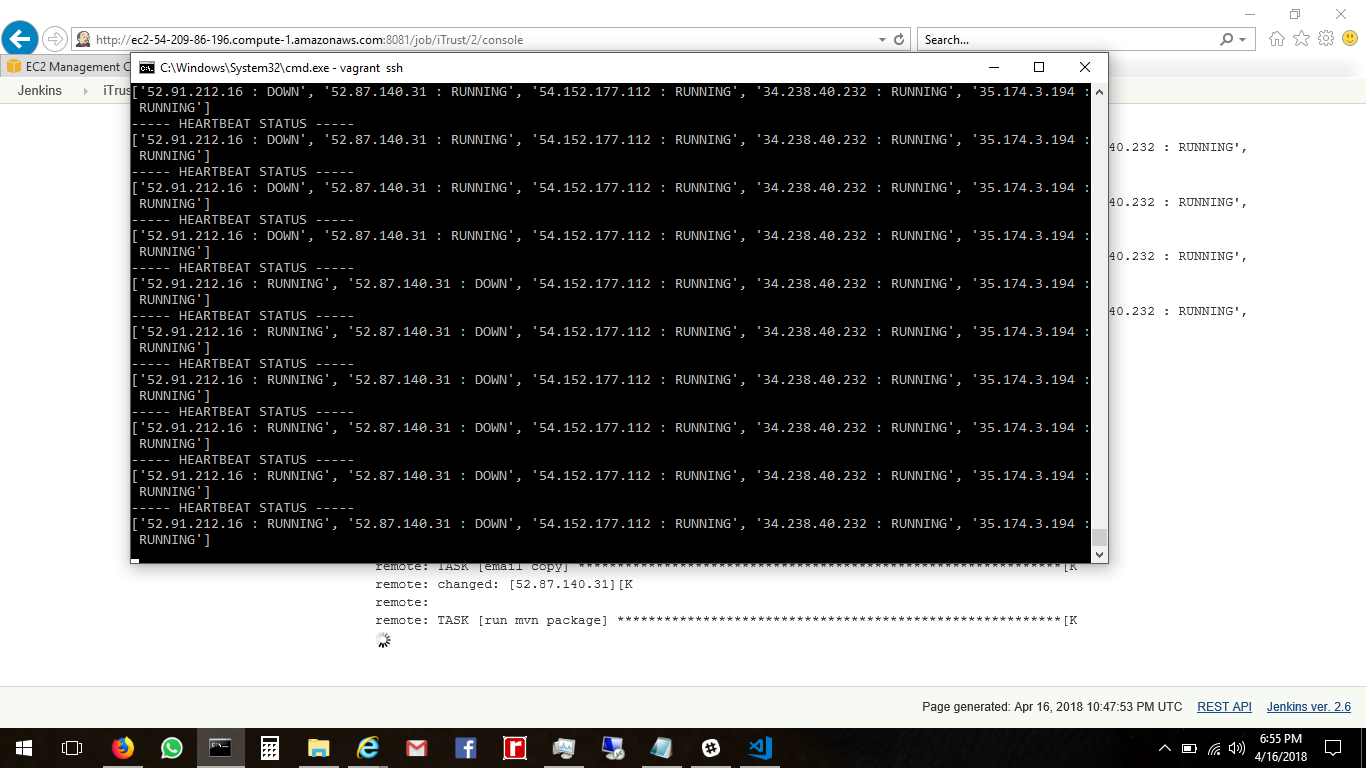 http://ec2-54-209-86-196.compute-1.amazonaws.com:8081/job/iTrust/2/console
Search...
EC2 Management C
C:\Windows\System32\cmd.exe - vagrant ssh
Jenkins
iTrus
['52.91.212.16 : DOWN', '52.87.140.31 : RUNNING', '54.152.177.112 : RUNNING', '34.238.40.232 : RUNNING', '35.174.3.194 :
RUNNING']
----- HEARTBEAT STATUS -----
['52.91.212.16 : DOWN', '52.87.140.31 : RUNNING', '54.152.177.112 : RUNNING', '34.238.40.232 : RUNNING', '35.174.3.194 :
RUNNING']
----- HEARTBEAT STATUS -----
['52.91.212.16 : DOWN', '52.87.140.31 : RUNNING', '54.152.177.112 : RUNNING', '34.238.40.232 : RUNNING', '35.174.3.194 :
RUNNING']
----- HEARTBEAT STATUS -----
['52.91.212.16 : DOWN', '52.87.140.31 : RUNNING', '54.152.177.112 : RUNNING', '34.238.40.232 : RUNNING', '35.174.3.194 :
RUNNING']
----- HEARTBEAT STATUS -----
['52.91.212.16 : RUNNING', '52.87.140.31 : DOWN', '54.152.177.112 : RUNNING', '34.238.40.232 : RUNNING', '35.174.3.194 :
RUNNING']
----- HEARTBEAT STATUS -----
['52.91.212.16 : RUNNING', '52.87.140.31 : DOWN', '54.152.177.112 : RUNNING', '34.238.40.232 : RUNNING', '35.174.3.194 :
RUNNING']
----- HEARTBEAT STATUS -----
['52.91.212.16 : RUNNING', '52.87.140.31 : DOWN', '54.152.177.112 : RUNNING', '34.238.40.232 : RUNNING', '35.174.3.194 :
RUNNING']
----- HEARTBEAT STATUS -----
['52.91.212.16 : RUNNING', '52.87.140.31 : DOWN', '54.152.177.112 : RUNNING', '34.238.40.232 : RUNNING', '35.174.3.194 :
RUNNING']
----- HEARTBEAT STATUS -----
['52.91.212.16 : RUNNING', '52.87.140.31 : DOWN', '54.152.177.112 : RUNNING', '34.238.40.232 : RUNNING', '35.174.3.194 :
RUNNING']
----- HEARTBEAT STATUS -----
['52.91.212.16 : RUNNING', '52.87.140.31 : DOWN', '54.152.177.112 : RUNNING', '34.238.40.232 : RUNNING', '35.174.3.194 :
RUNNING']
40.232 : RUNNING',
40.232 : RUNNING',
40.232 : RUNNING',
40.232 : RUNNING',
remote: TASK [email copy] **************************************************************[K
remote: changed: [52.87.140.31][K
remote:
remote: TASK [run mvn package] *********************************************************[K
Page generated: Apr 16, 2018 10:47:53 PM UTC
REST API
Jenkins ver. 2.6
6:55 PM
4/16/2018